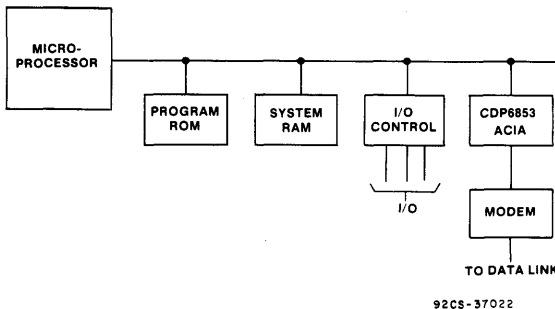 MICRO-
PROCESSOR
PROGRAM
ROM
SYSTEM
RAM
I/O
CONTROL
CDP6853
ACIA
I/O
MODEM
TO DATA LINK
92CS-37022